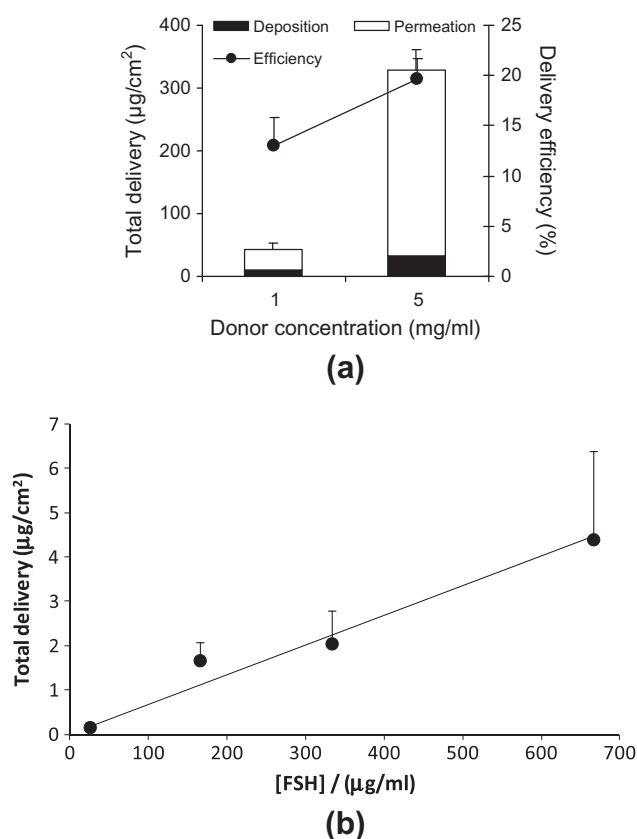 Deposition Permeation
Efficiency
Total delivery (µg/cm²)
400
300
200
100
0
25
20
15
10
5
0
Delivery efficiency (%)
1 5
Donor concentration (mg/ml)
(a)
Total delivery (µg/cm²)
7
6
5
4
3
2
1
0
0 100 200 300 400 500 600 700
[FSH] / (µg/ml)
(b)